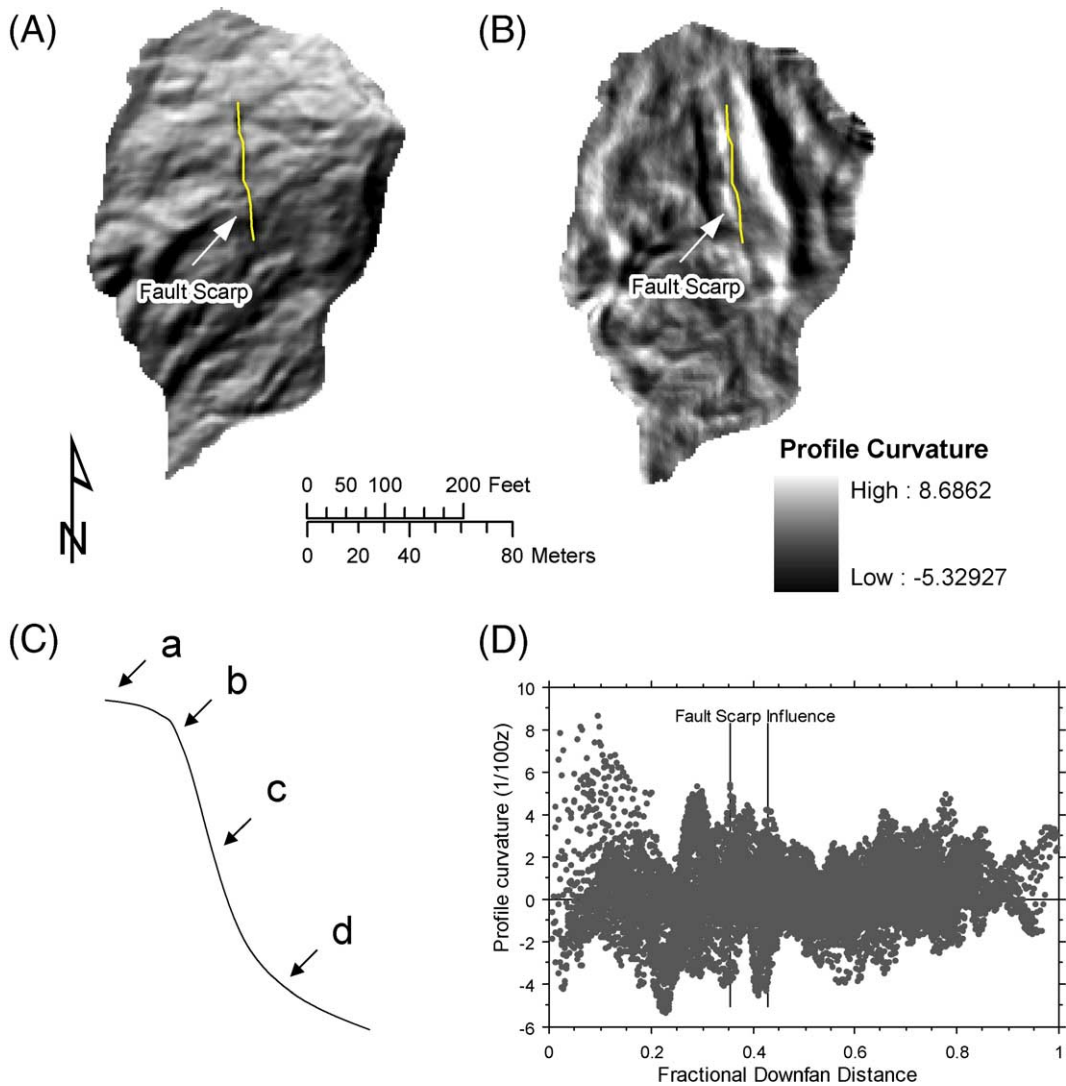 (A)
(B)
Fault Scarp
Fault Scarp
N
0 50 100 200 Feet
0 20 40 80 Meters
Profile Curvature
High : 8.6862
Low : -5.32927
(C)
a
b
c
d
(D)
Fault Scarp Influence
Profile curvature (1/100z)
10
8
6
4
2
0
-2
-4
-6
0 0.2 0.4 0.6 0.8 1
Fractional Downfan Distance